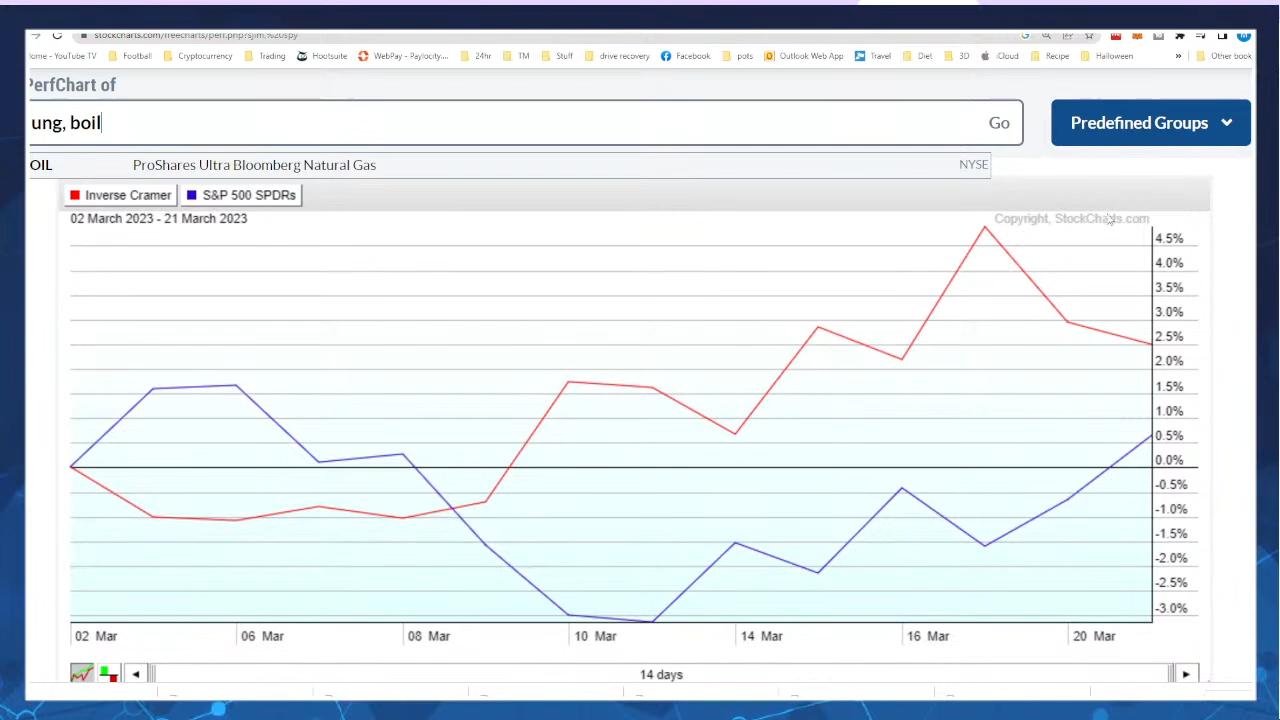 stockcharts.com/freecharts/perf.php?sjim,%20spy
ome - YouTube TV Football Cryptocurrency Trading Hootsuite WebPay - Paylocity.... 24hr TM Stuff drive recovery Facebook pots Outlook Web App Travel Diet 3D iCloud Recipe Halloween » Other book
PerfChart of
ung, boil Go Predefined Groups
OIL ProShares Ultra Bloomberg Natural Gas NYSE
Inverse Cramer S&P 500 SPDRs
02 March 2023 - 21 March 2023 Copyright, StockCharts.com
4.5%
4.0%
3.5%
3.0%
2.5%
2.0%
1.5%
1.0%
0.5%
0.0%
-0.5%
-1.0%
-1.5%
-2.0%
-2.5%
-3.0%
02 Mar 06 Mar 08 Mar 10 Mar 14 Mar 16 Mar 20 Mar
14 days